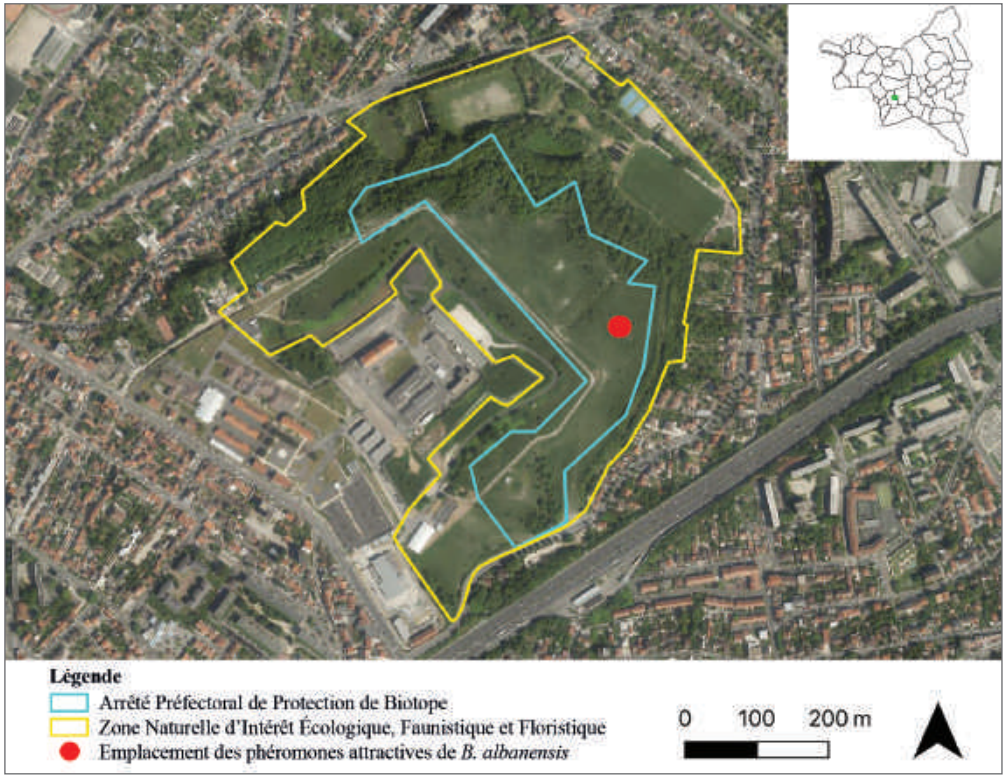 Légende
Arrêté Préfectoral de Protection de Biotope
Zone Naturelle d'Intérêt Écologique, Faunistique et Floristique
Emplacement des phéromones attractives de B. albanensis
0 100 200 m